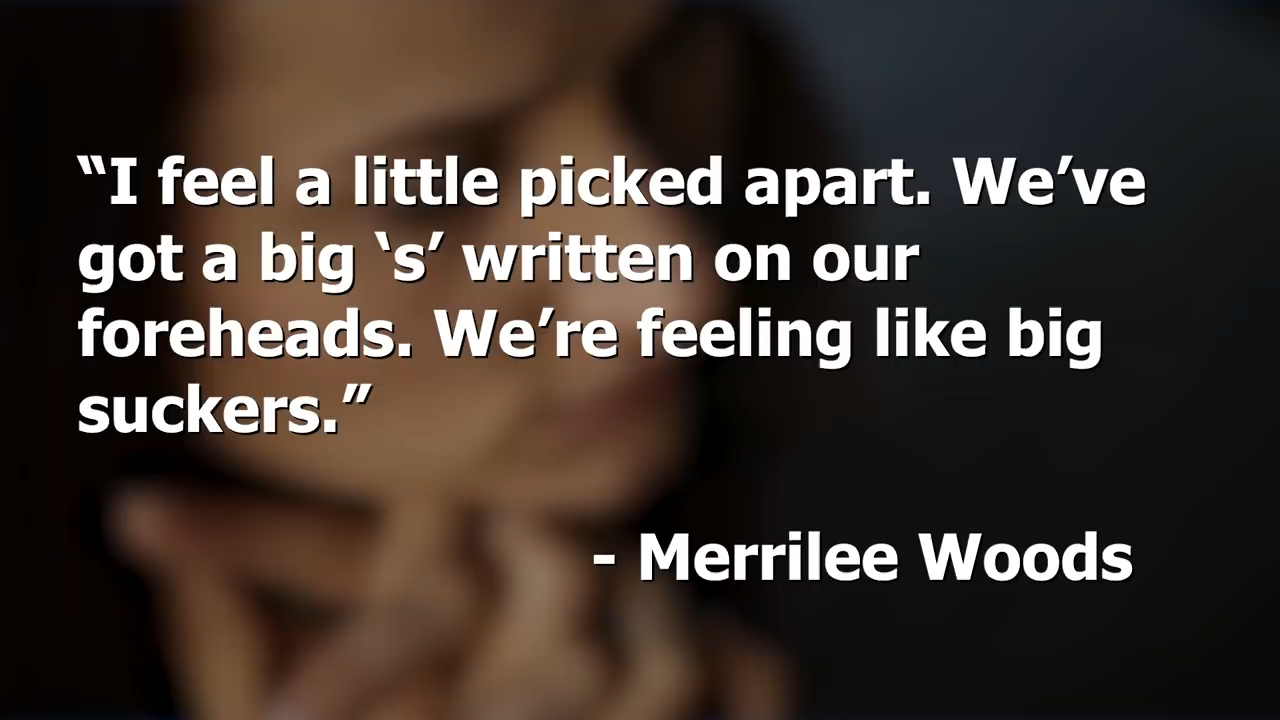 “I feel a little picked apart. We’ve
got a big ‘s’ written on our
foreheads. We’re feeling like big
suckers.”
- Merrilee Woods